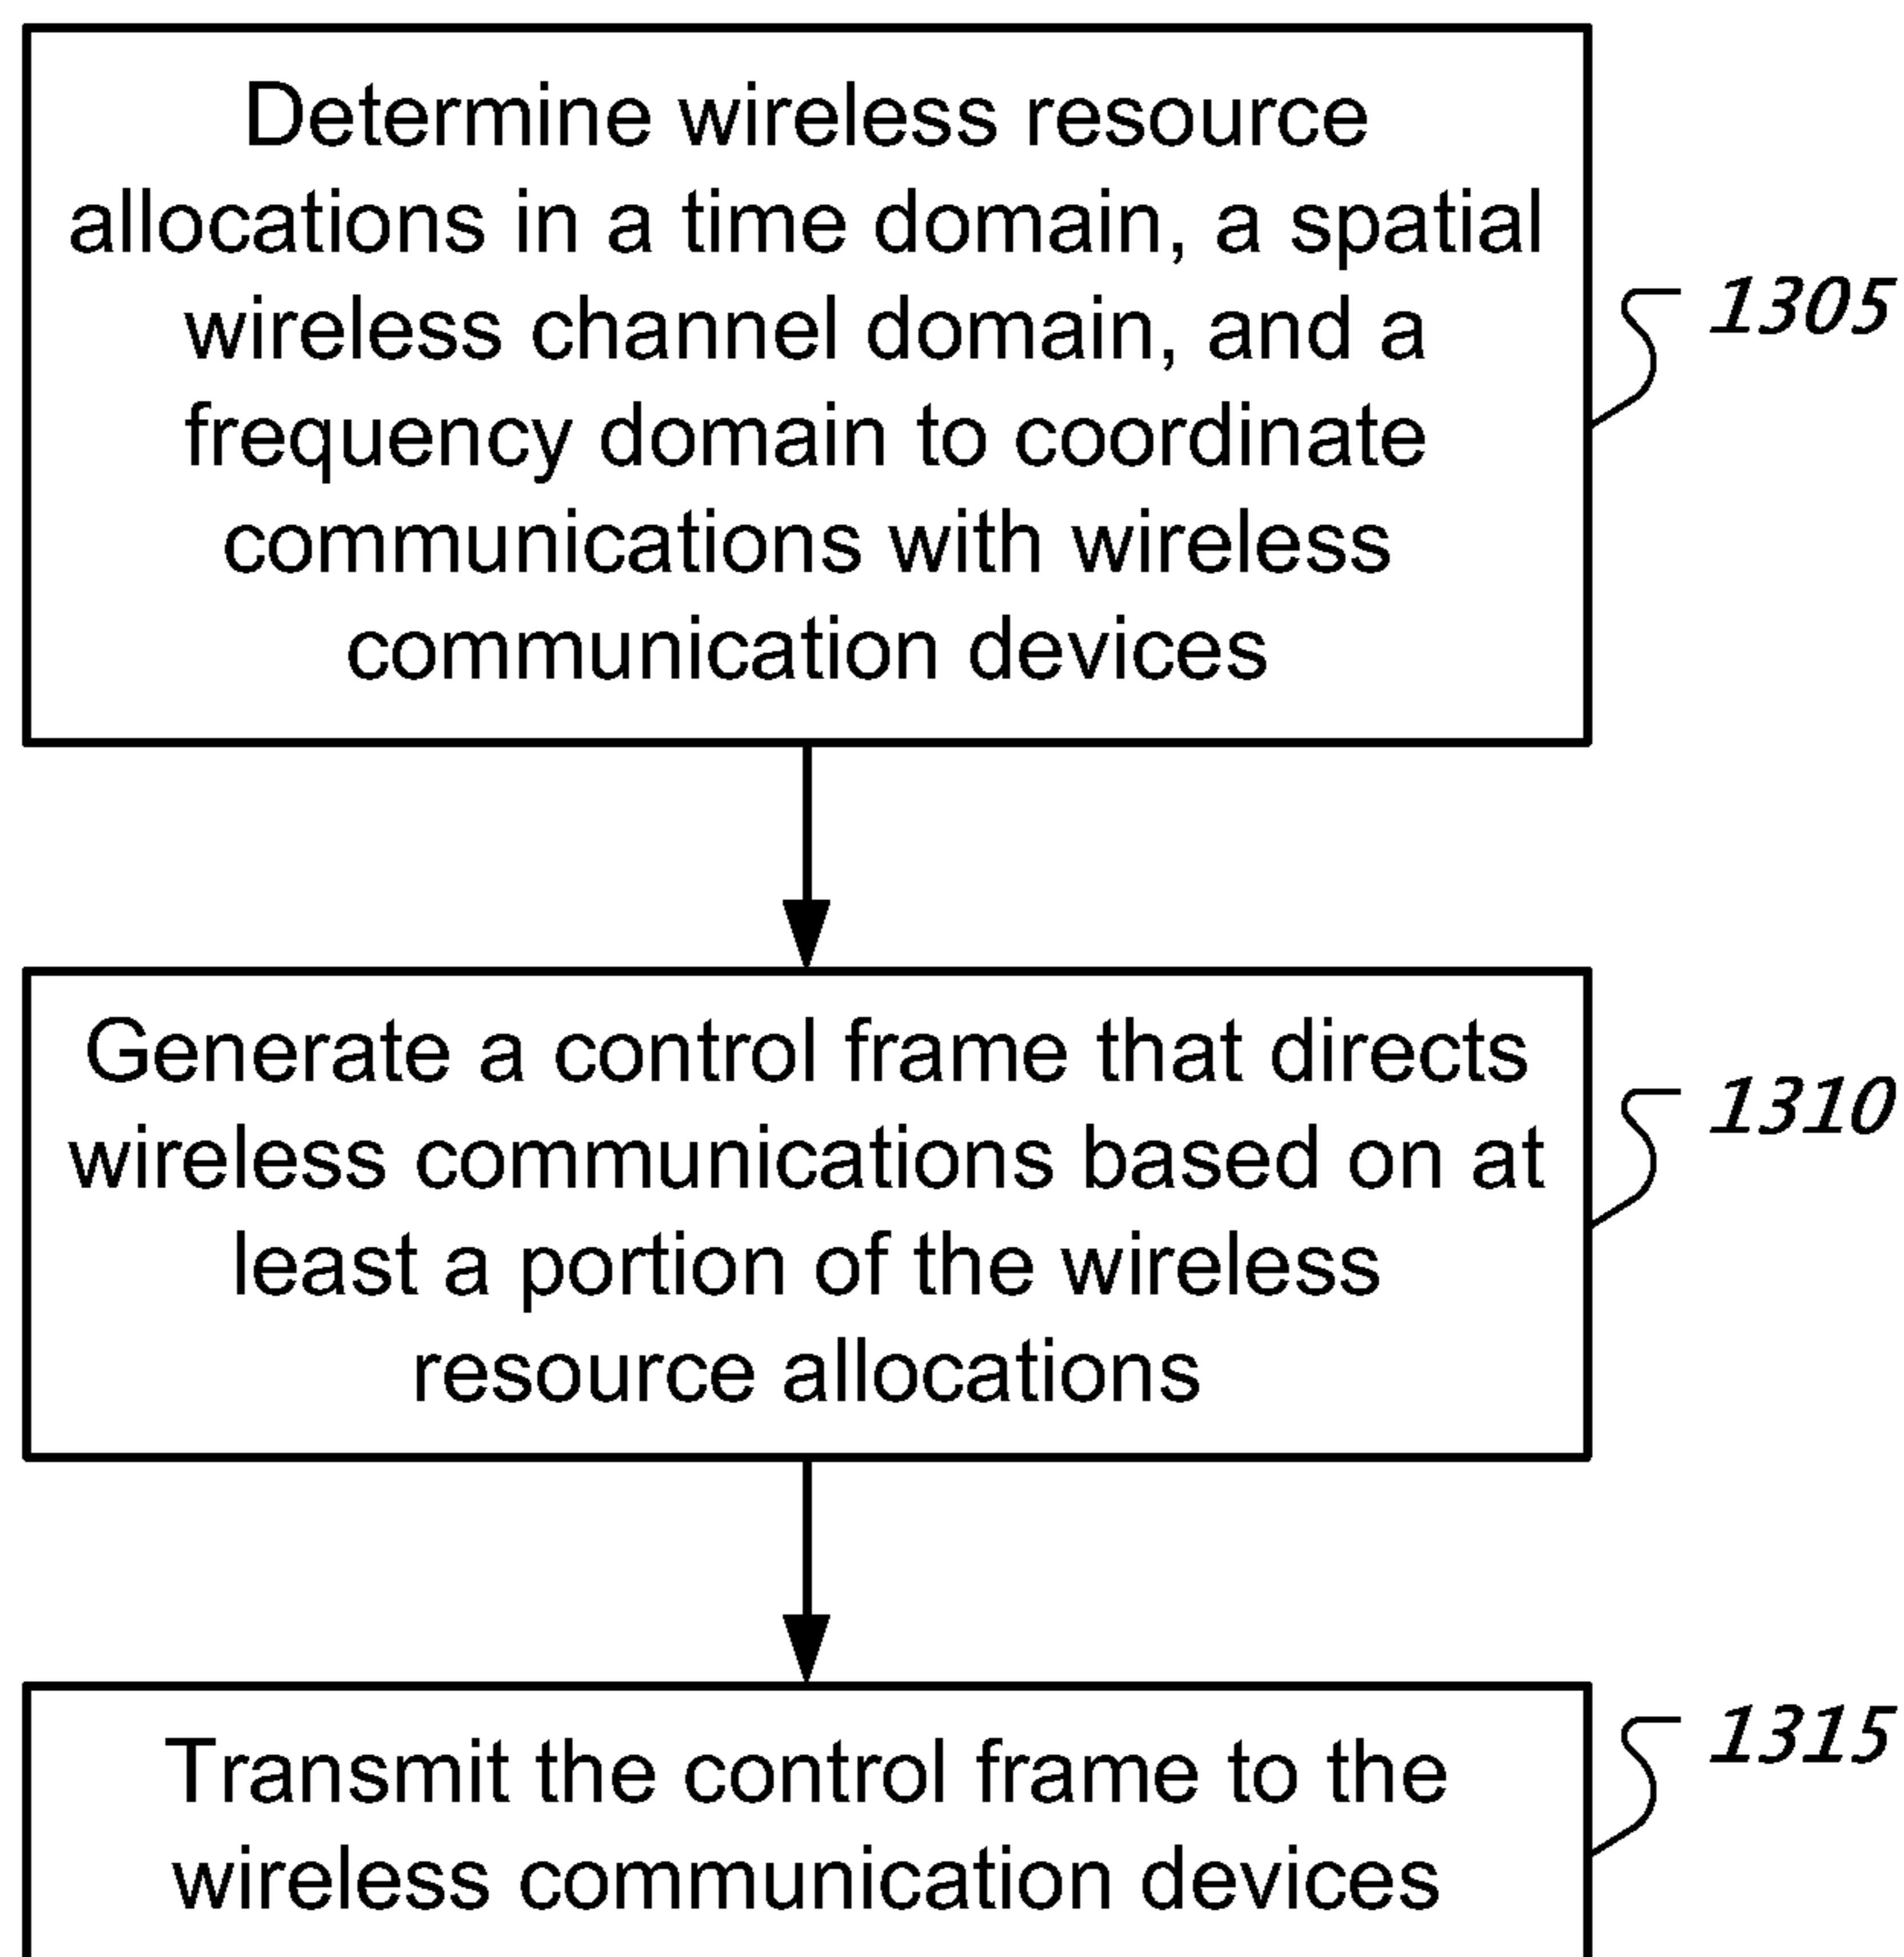 Determine wireless resource
allocations in a time domain, a spatial
wireless channel domain, and a
frequency domain to coordinate
communications with wireless
communication devices
1305
Generate a control frame that directs
wireless communications based on at
least a portion of the wireless
resource allocations
1310
Transmit the control frame to the
wireless communication devices
1315